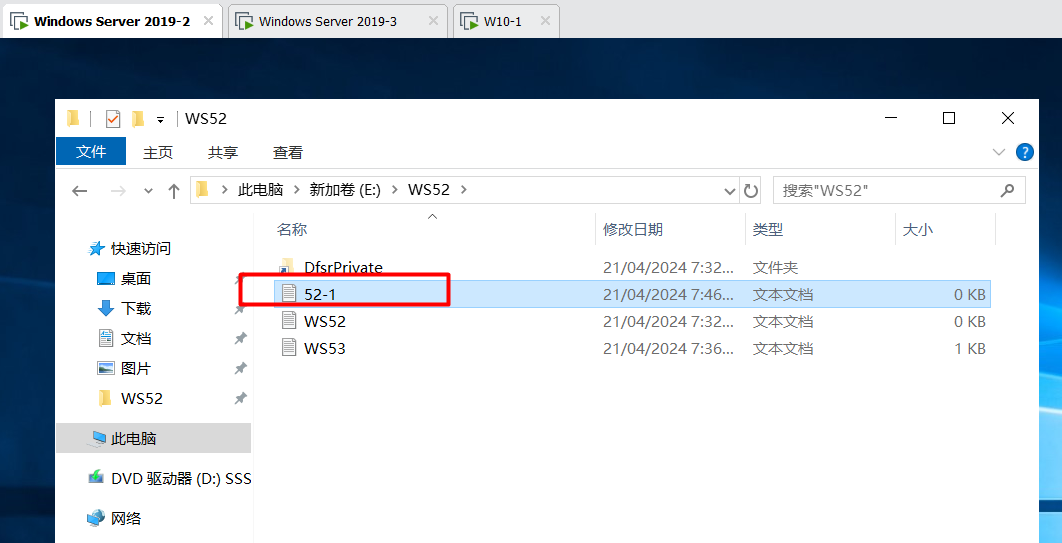 Windows Server 2019-2 Windows Server 2019-3 W10-1
WS52
文件 主页 共享 查看
此电脑 新加卷 (E:) WS52 搜索"WS52"
名称 修改日期 类型 大小
快速访问
桌面
下载
文档
图片
WS52
此电脑
DVD 驱动器 (D:) SSS
网络
DfsrPrivate 21/04/2024 7:32... 文件夹
52-1 21/04/2024 7:46... 文本文档 0 KB
WS52 21/04/2024 7:32... 文本文档 0 KB
WS53 21/04/2024 7:36... 文本文档 1 KB